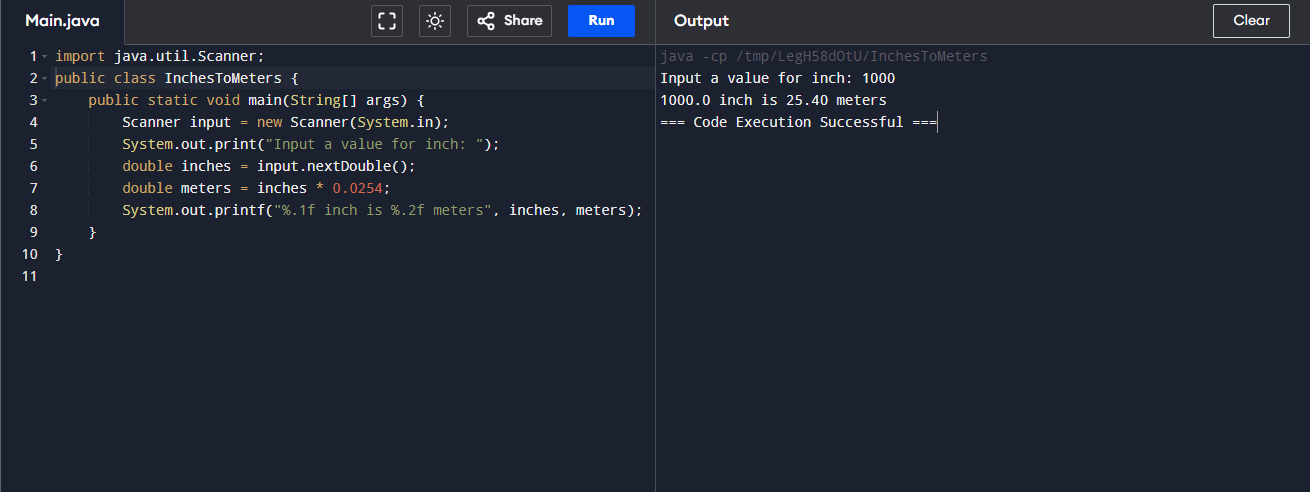 Main.java
Share
Run
Output
Clear
1 import java.util.Scanner;
2 public class InchesToMeters {
3     public static void main(String[] args) {
4         Scanner input = new Scanner(System.in);
5         System.out.print("Input a value for inch: ");
6         double inches = input.nextDouble();
7         double meters = inches * 0.0254;
8         System.out.printf("%.1f inch is %.2f meters", inches, meters);
9     }
10 }
11
java -cp /tmp/LegH58dOtU/InchesToMeters
Input a value for inch: 1000
1000.0 inch is 25.40 meters
=== Code Execution Successful ===